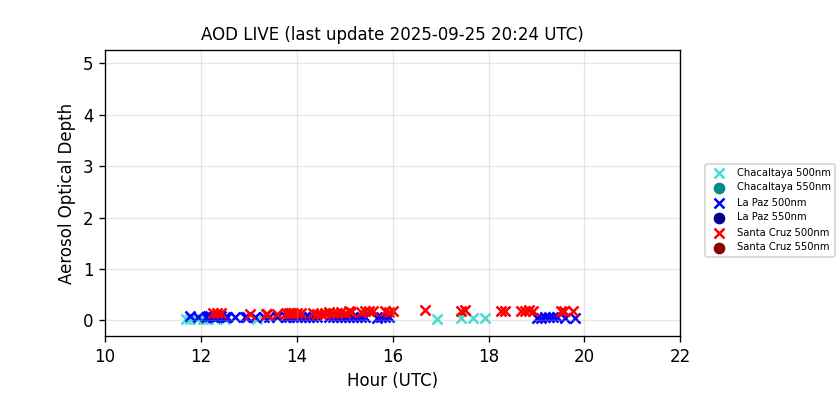 AOD LIVE (last update 2025-09-25 20:24 UTC)
Aerosol Optical Depth
5
4
3
2
1
0
10 12 14 16 18 20 22
Hour (UTC)
Chacaltaya 500nm
Chacaltaya 550nm
La Paz 500nm
La Paz 550nm
Santa Cruz 500nm
Santa Cruz 550nm